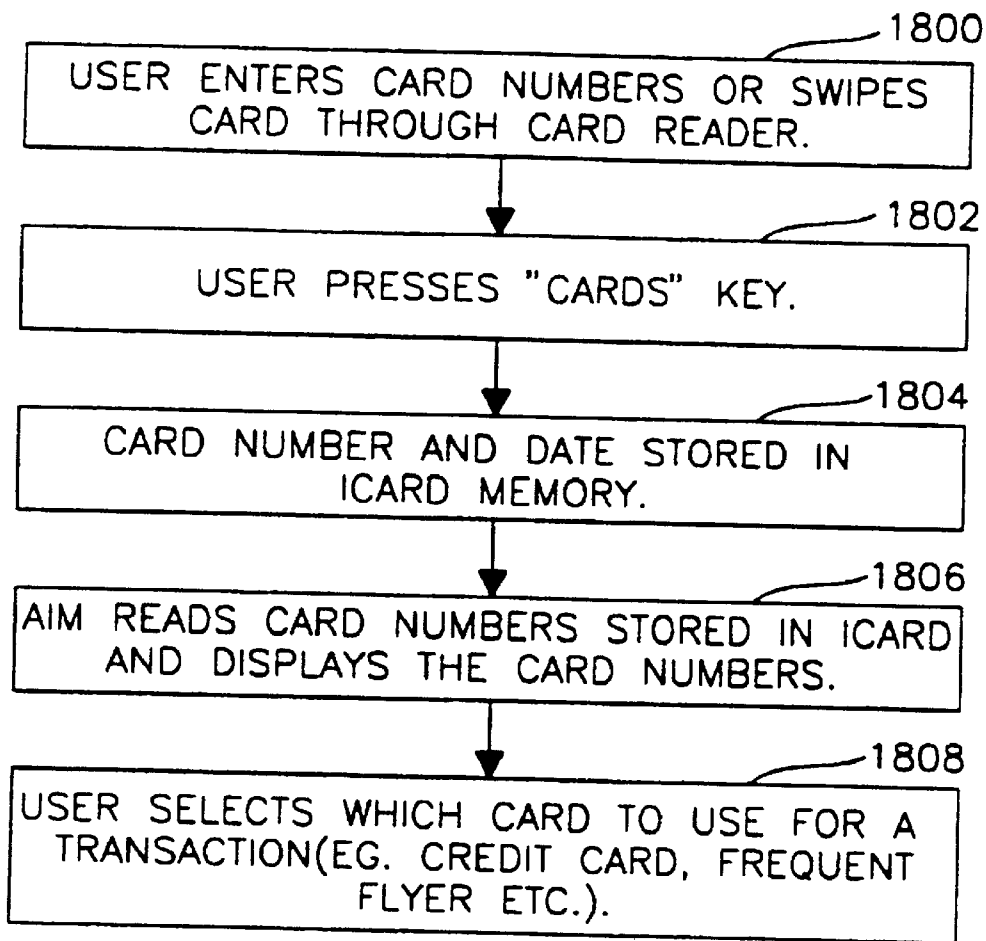 1800
USER ENTERS CARD NUMBERS OR SWIPES
CARD THROUGH CARD READER.
1802
USER PRESSES "CARDS" KEY.
1804
CARD NUMBER AND DATE STORED IN
ICARD MEMORY.
1806
AIM READS CARD NUMBERS STORED IN ICARD
AND DISPLAYS THE CARD NUMBERS.
1808
USER SELECTS WHICH CARD TO USE FOR A
TRANSACTION(EG. CREDIT CARD, FREQUENT
FLYER ETC.).